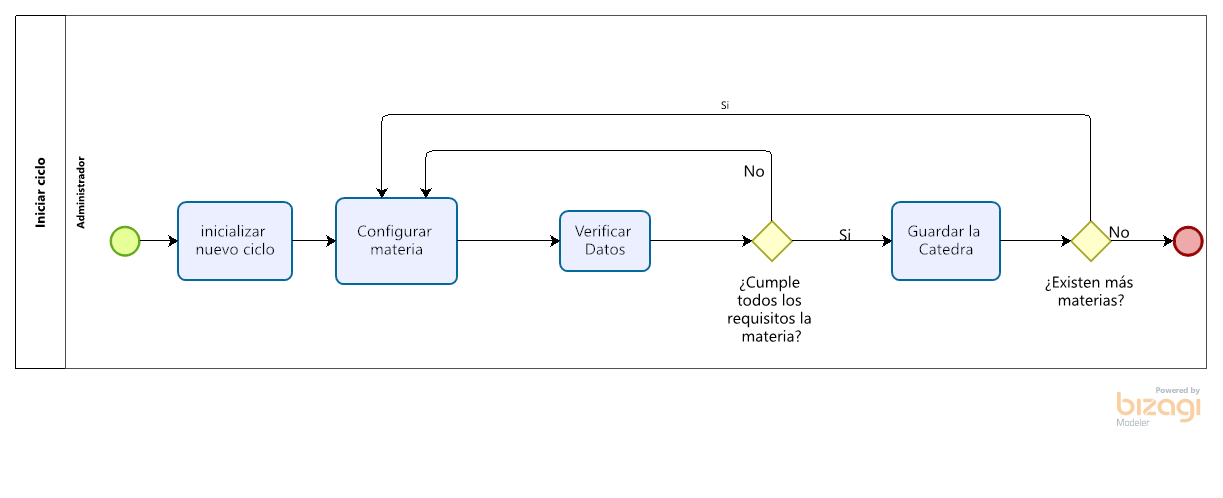 Iniciar ciclo
Administrador
Si
No
inicializar
nuevo ciclo
Configurar
materia
Verificar
Datos
Si
Guardar la
Catedra
No
¿Cumple
todos los
requisitos la
materia?
¿Existen más
materias?
Powered by
bizagi
Modeler